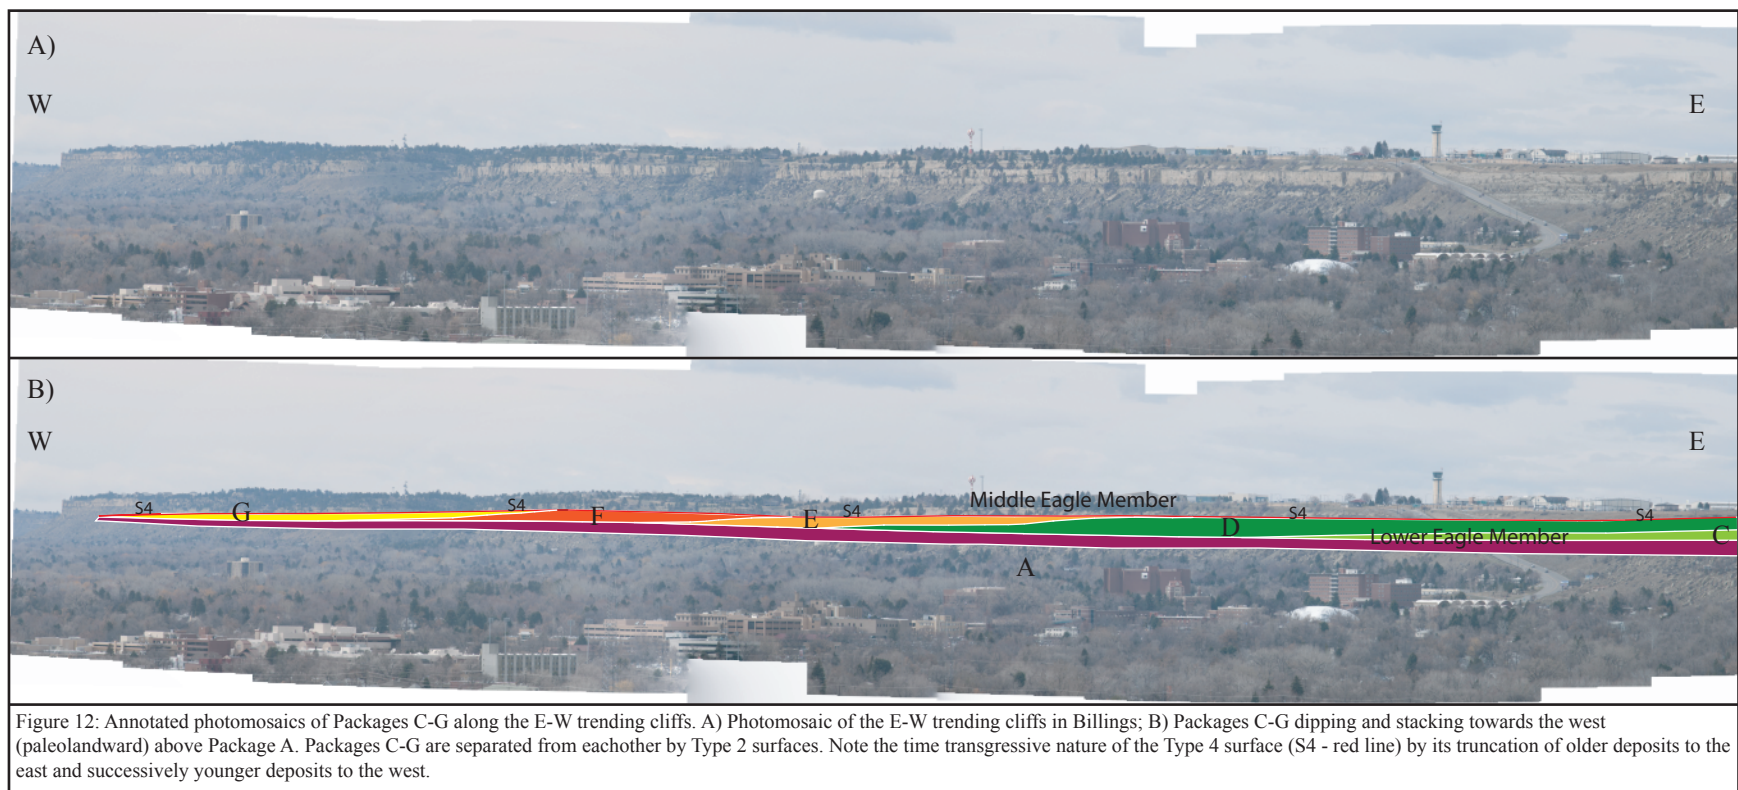 A)
W
E
B)
W
E
Middle Eagle Member
S4
G
S4
F
E
S4
D
S4
S4
C
Lower Eagle Member
A
Figure 12: Annotated photomosaics of Packages C-G along the E-W trending cliffs. A) Photomosaic of the E-W trending cliffs in Billings; B) Packages C-G dipping and stacking towards the west
(paleolandward) above Package A. Packages C-G are separated from eachother by Type 2 surfaces. Note the time transgressive nature of the Type 4 surface (S4 - red line) by its truncation of older deposits to the
east and successively younger deposits to the west.